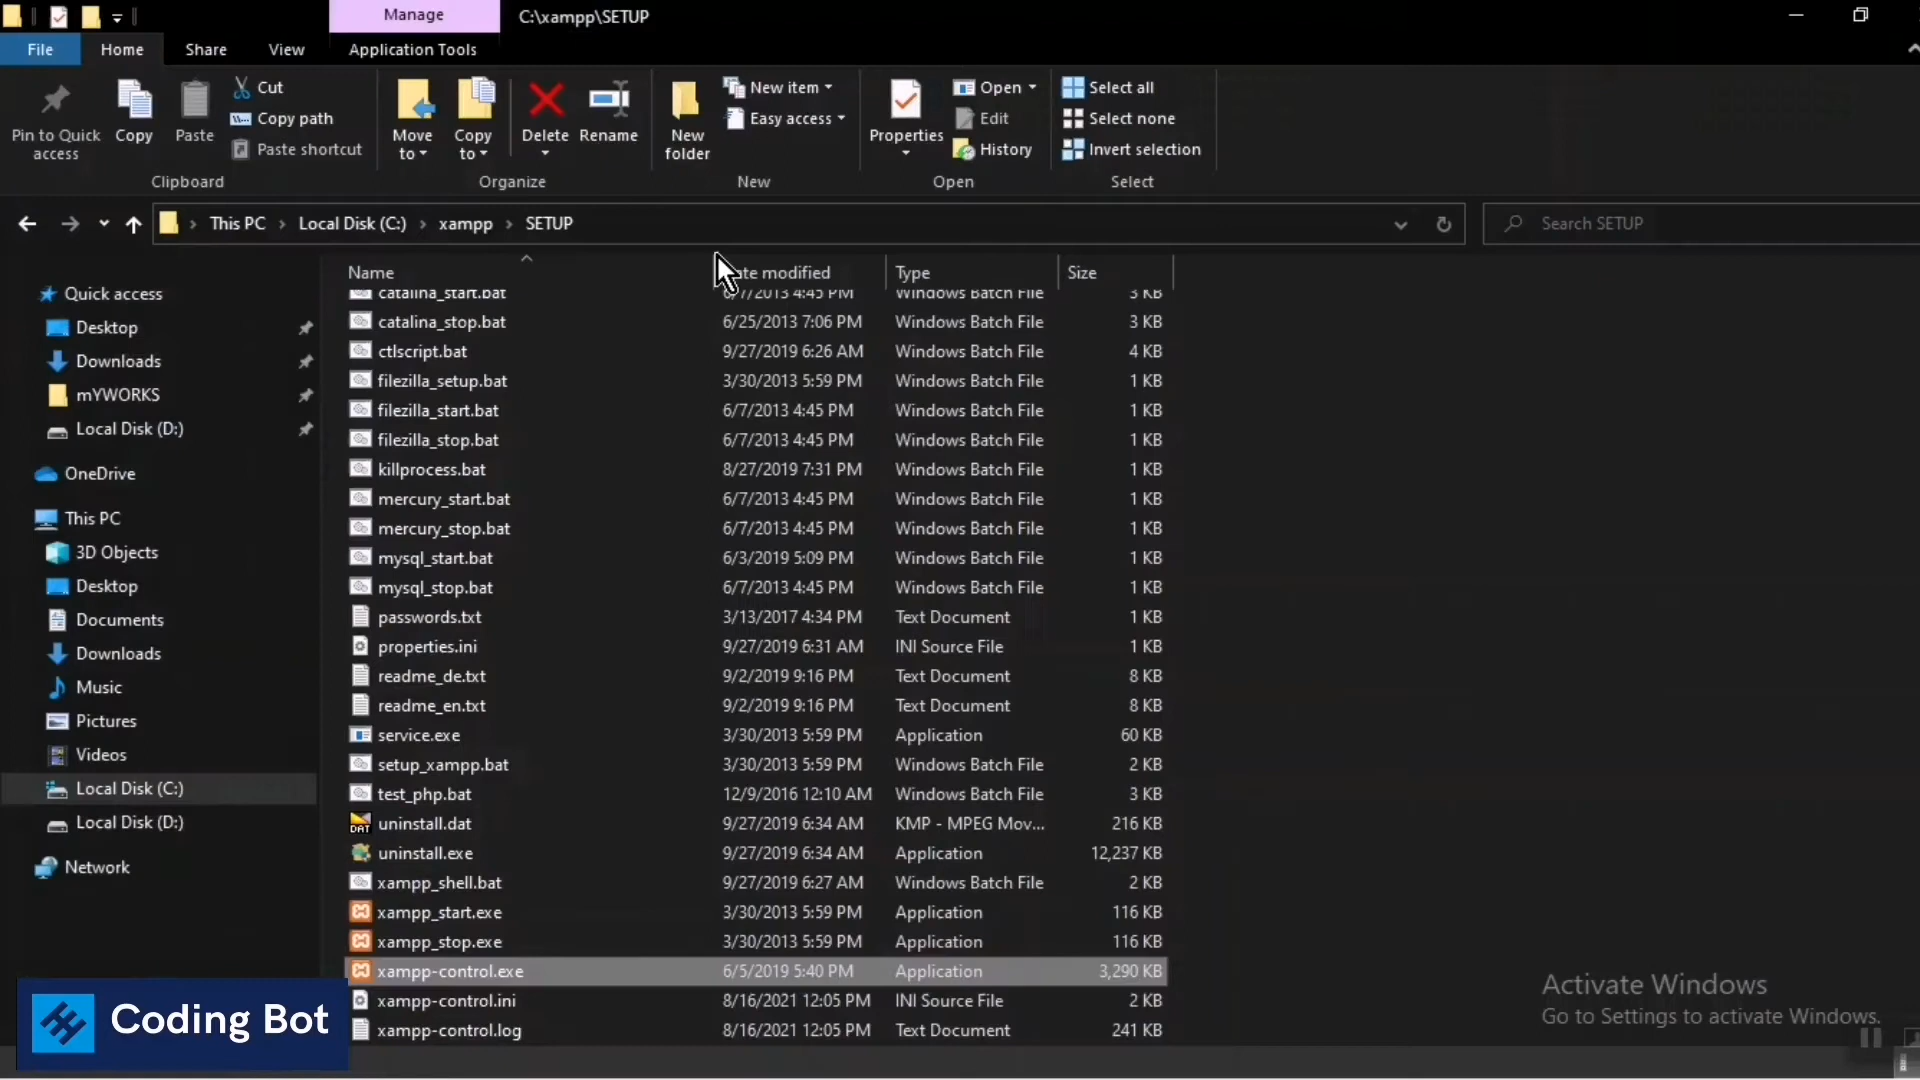 Manage
C:\xampp\SETUP
File
Home
Share
View
Application Tools
Pin to Quick access
Copy
Paste
Cut
Copy path
Paste shortcut
Clipboard
Move to
Copy to
Delete
Rename
Organize
New folder
New item
Easy access
New
Properties
Open
Edit
History
Open
Select all
Select none
Invert selection
Select
This PC > Local Disk (C:) > xampp > SETUP
Search SETUP
Quick access
Desktop
Downloads
mYWORKS
Local Disk (D:)
OneDrive
This PC
3D Objects
Desktop
Documents
Downloads
Music
Pictures
Videos
Local Disk (C:)
Local Disk (D:)
Network
Name Date modified Type Size
catalina_start.bat 6/7/2013 4:45 PM Windows Batch File 3 KB
catalina_stop.bat 6/25/2013 7:06 PM Windows Batch File 3 KB
ctlscript.bat 9/27/2019 6:26 AM Windows Batch File 4 KB
filezilla_setup.bat 3/30/2013 5:59 PM Windows Batch File 1 KB
filezilla_start.bat 6/7/2013 4:45 PM Windows Batch File 1 KB
filezilla_stop.bat 6/7/2013 4:45 PM Windows Batch File 1 KB
killprocess.bat 8/27/2019 7:31 PM Windows Batch File 1 KB
mercury_start.bat 6/7/2013 4:45 PM Windows Batch File 1 KB
mercury_stop.bat 6/7/2013 4:45 PM Windows Batch File 1 KB
mysql_start.bat 6/3/2019 5:09 PM Windows Batch File 1 KB
mysql_stop.bat 6/7/2013 4:45 PM Windows Batch File 1 KB
passwords.txt 3/13/2017 4:34 PM Text Document 1 KB
properties.ini 9/27/2019 6:31 AM INI Source File 1 KB
readme_de.txt 9/2/2019 9:16 PM Text Document 8 KB
readme_en.txt 9/2/2019 9:16 PM Text Document 8 KB
service.exe 3/30/2013 5:59 PM Application 60 KB
setup_xampp.bat 3/30/2013 5:59 PM Windows Batch File 2 KB
test_php.bat 12/9/2016 12:10 AM Windows Batch File 3 KB
uninstall.dat 9/27/2019 6:34 AM KMP - MPEG Mov... 216 KB
uninstall.exe 9/27/2019 6:34 AM Application 12,237 KB
xampp_shell.bat 9/27/2019 6:27 AM Windows Batch File 2 KB
xampp_start.exe 3/30/2013 5:59 PM Application 116 KB
xampp_stop.exe 3/30/2013 5:59 PM Application 116 KB
xampp-control.exe 6/5/2019 5:40 PM Application 3,290 KB
xampp-control.ini 8/16/2021 12:05 PM INI Source File 2 KB
xampp-control.log 8/16/2021 12:05 PM Text Document 241 KB
Coding Bot
Activate Windows
Go to Settings to activate Windows.